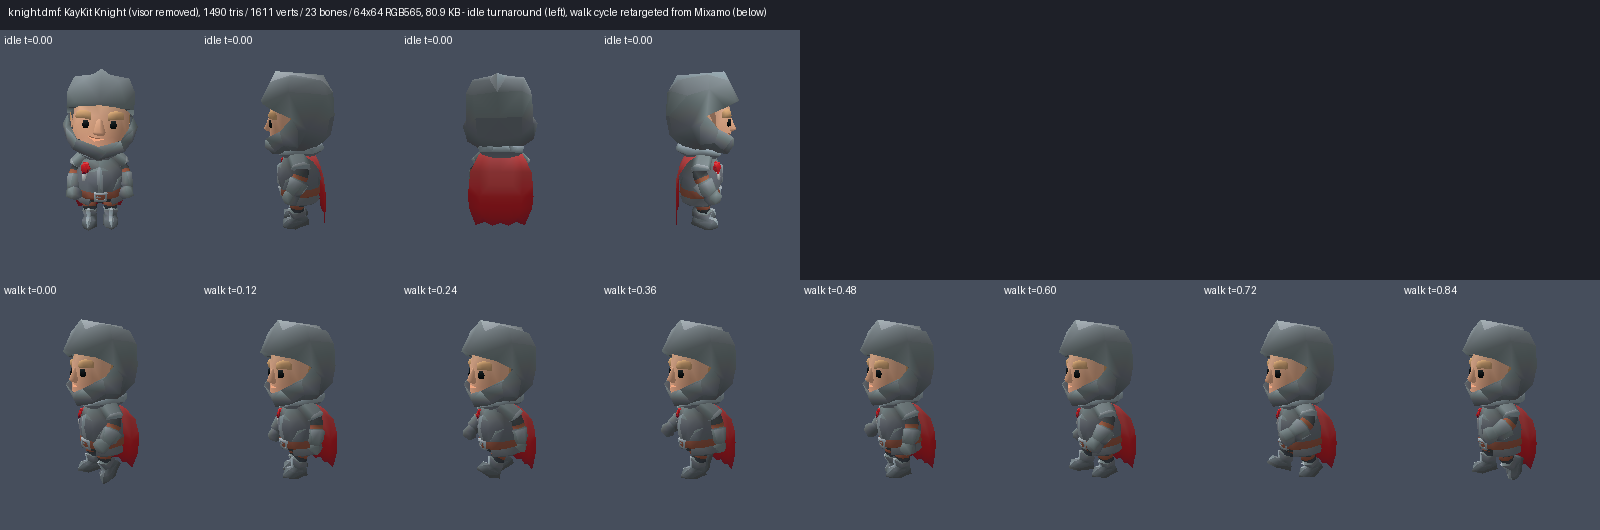 knight.dmf: KayKit Knight (visor removed), 1490 tris / 1611 verts / 23 bones / 64x64 RGB565, 80.9 KB - idle turnaround (left), walk cycle retargeted from Mixamo (below)
idle t=0.00 idle t=0.00 idle t=0.00 idle t=0.00
walk t=0.00 walk t=0.12 walk t=0.24 walk t=0.36 walk t=0.48 walk t=0.60 walk t=0.72 walk t=0.84